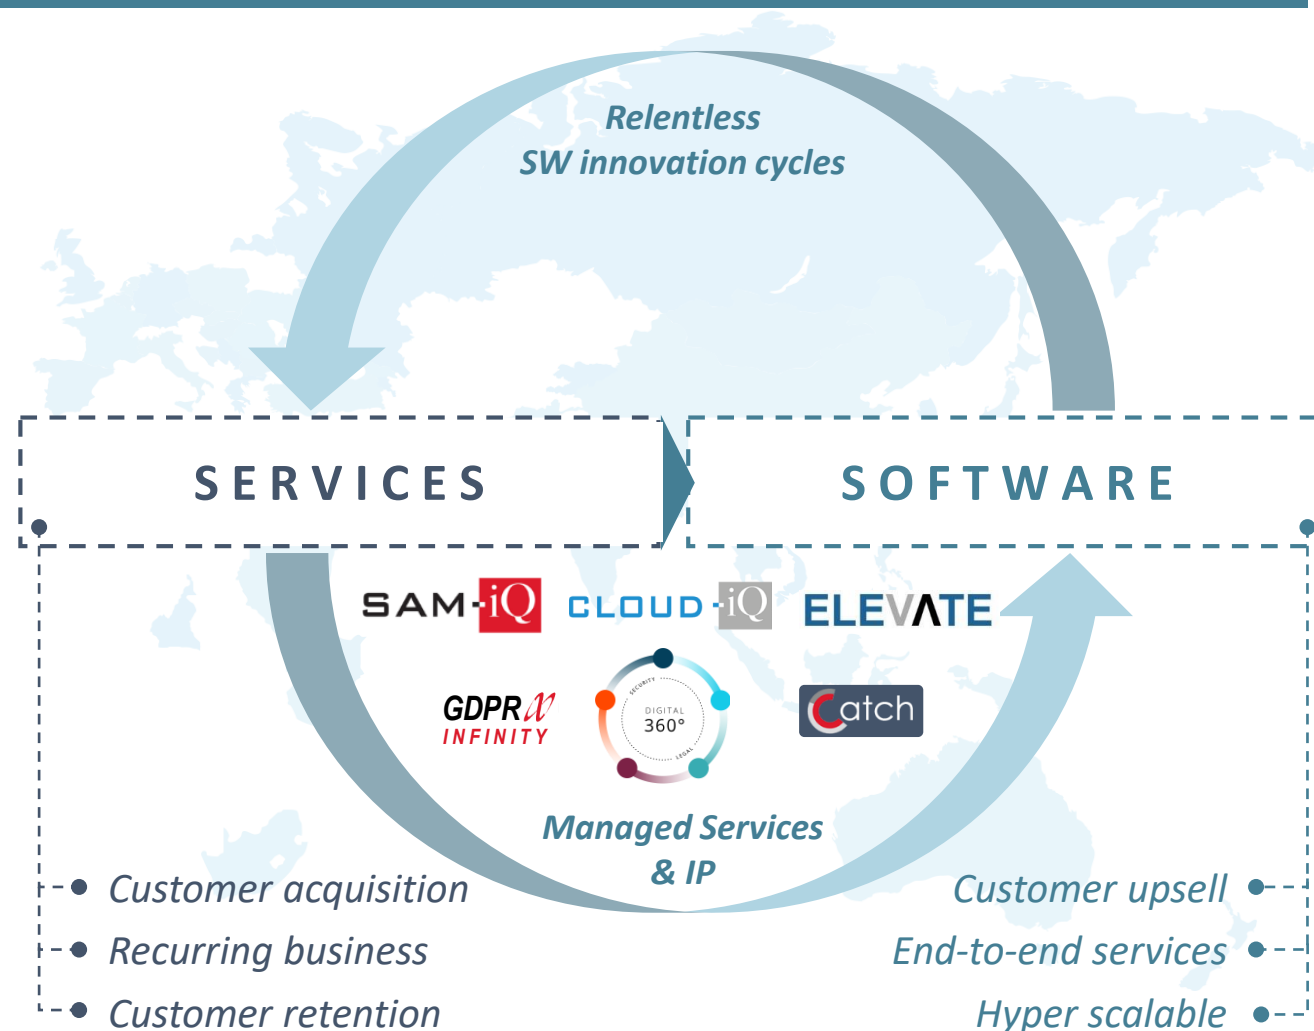 Relentless
SW innovation cycles
SERVICES
SOFTWARE
SAM-iQ
CLOUD-iQ
ELEVATE
GDPR
INFINITY
SECURITY
DIGITAL
360°
LEGAL
Catch
Managed Services
& IP
Customer acquisition
Recurring business
Customer retention
Customer upsell
End-to-end services
Hyper scalable